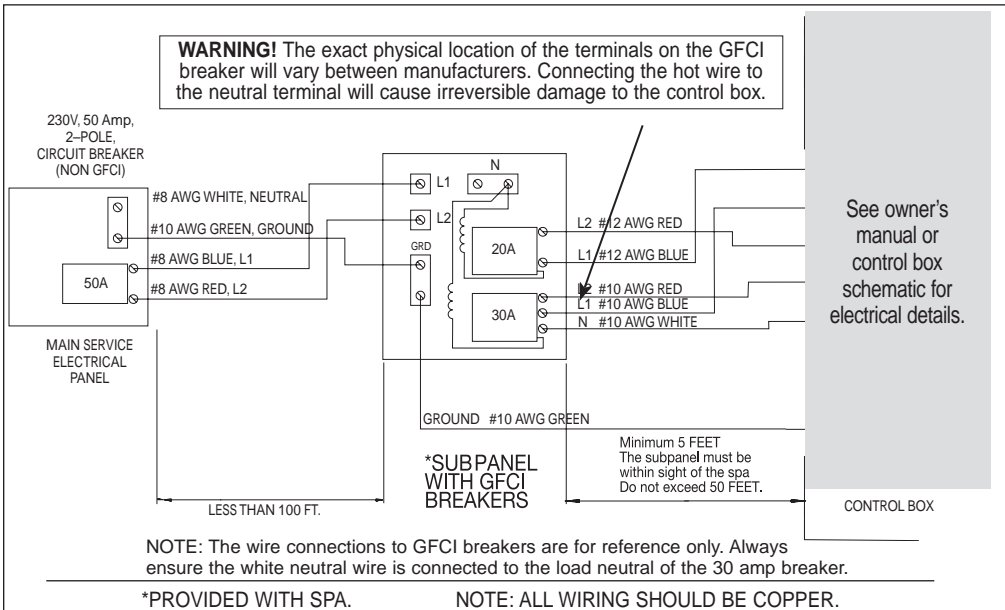 WARNING! The exact physical location of the terminals on the GFCI
breaker will vary between manufacturers. Connecting the hot wire to
the neutral terminal will cause irreversible damage to the control box.
230V, 50 Amp,
2–POLE,
CIRCUIT BREAKER
(NON GFCI)
#8 AWG WHITE, NEUTRAL
#10 AWG GREEN, GROUND
#8 AWG BLUE, L1
#8 AWG RED, L2
50A
MAIN SERVICE
ELECTRICAL
PANEL
L1
N
L2
GRD
20A
30A
L2 #12 AWG RED
L1 #12 AWG BLUE
L2 #10 AWG RED
L1 #10 AWG BLUE
N #10 AWG WHITE
GROUND #10 AWG GREEN
See owner's
manual or
control box
schematic for
electrical details.
*SUBPANEL
WITH GFCI
BREAKERS
Minimum 5 FEET
The subpanel must be
within sight of the spa
Do not exceed 50 FEET.
LESS THAN 100 FT.
CONTROL BOX
NOTE: The wire connections to GFCI breakers are for reference only. Always
ensure the white neutral wire is connected to the load neutral of the 30 amp breaker.
*PROVIDED WITH SPA.
NOTE: ALL WIRING SHOULD BE COPPER.